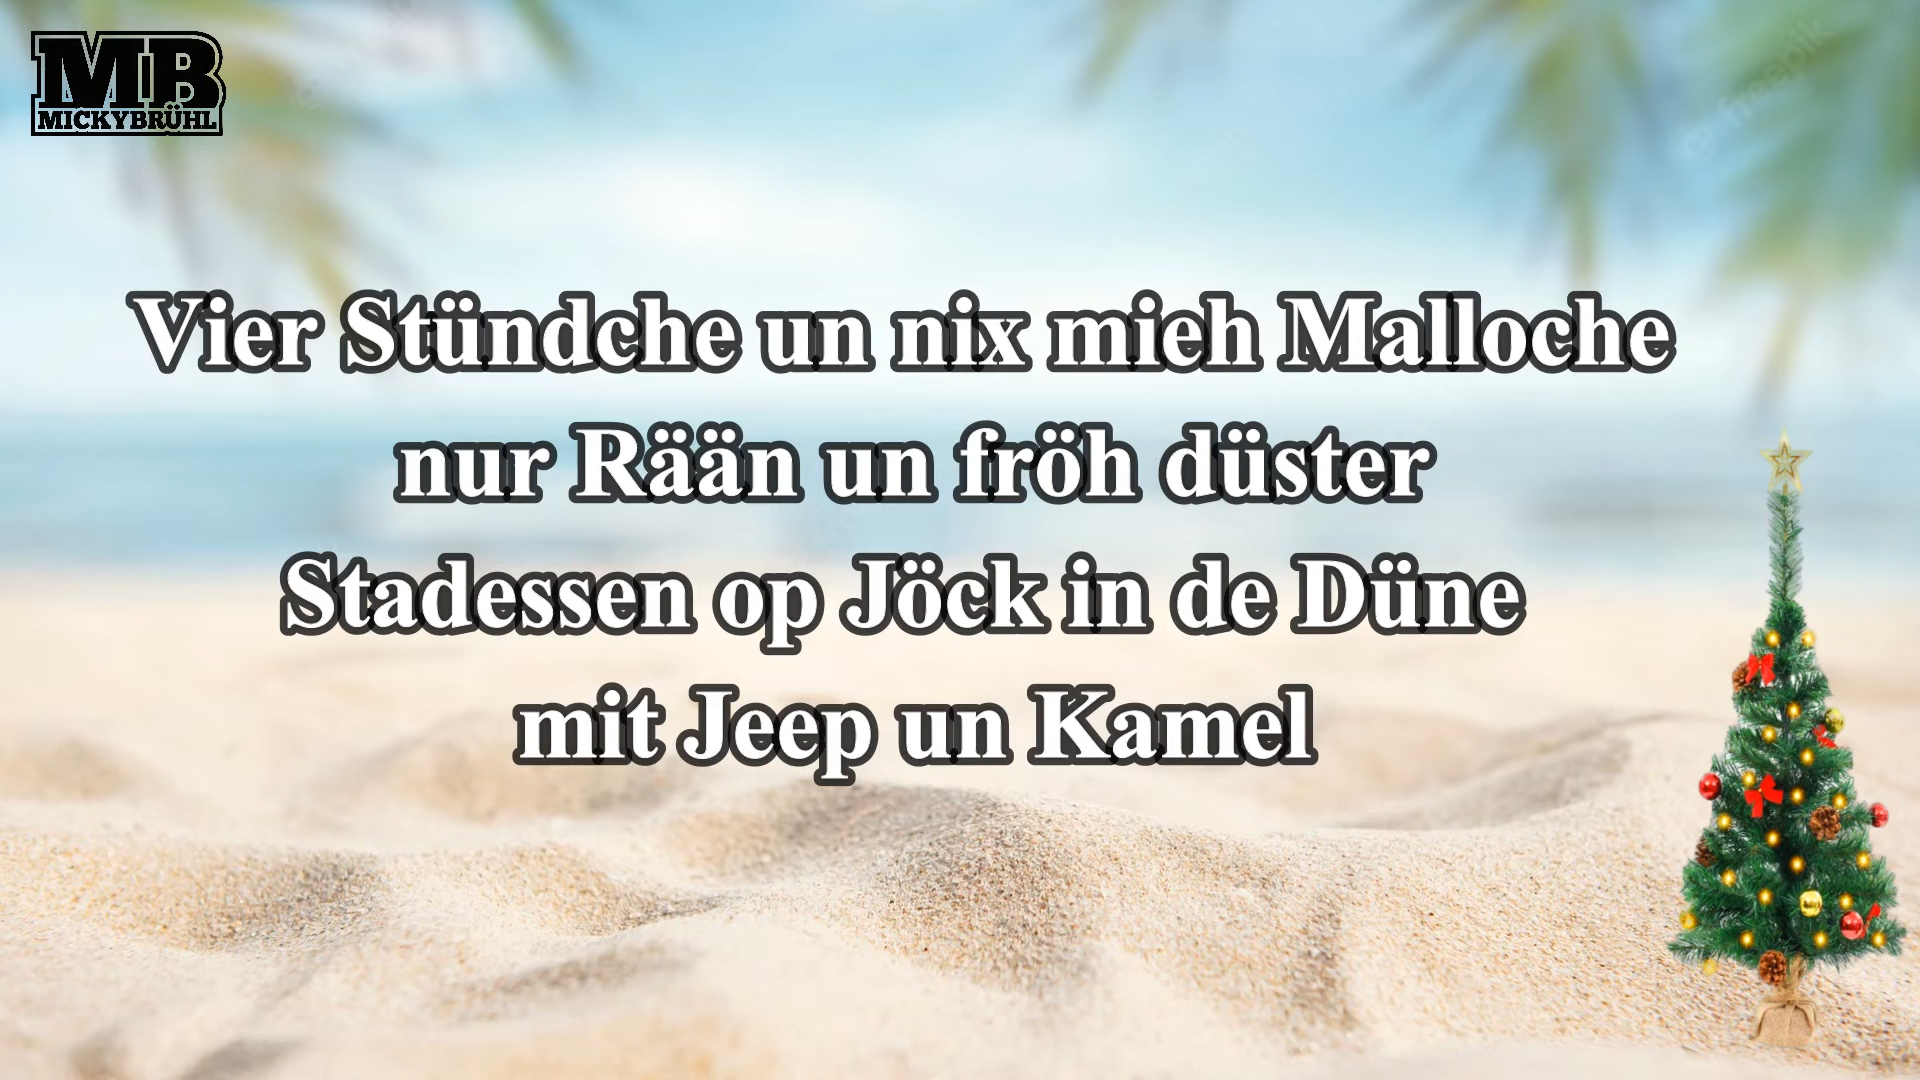 MB
MICKYBRÜHL
freepik
Vier Stündche un nix mieh Malloche
nur Rään un fröh düster
Stadessen op Jöck in de Düne
mit Jeep un Kamel